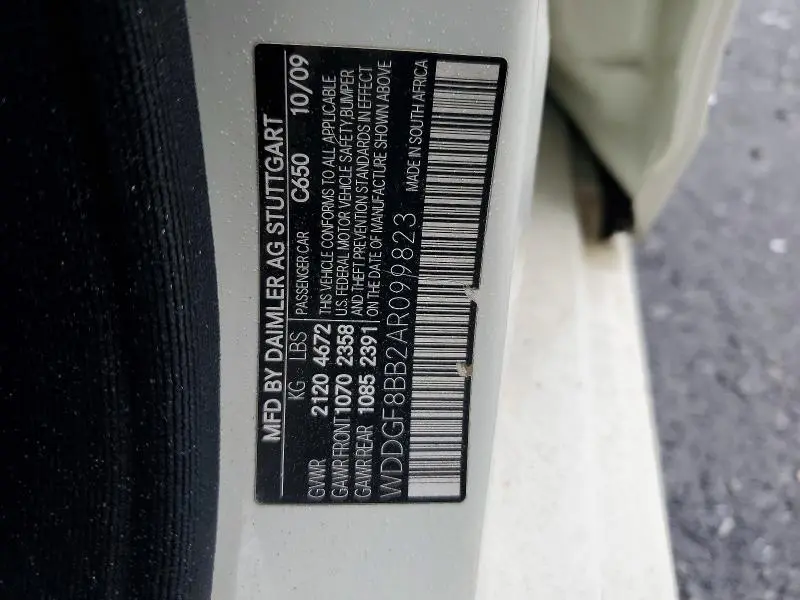 MFD BY DAIMLER AG STUTTGART 10/09
KG LBS PASSENGER CAR C650
GVWR 2120 4672 THIS VEHICLE CONFORMS TO ALL APPLICABLE
GAWR FRONT 1070 2358 U.S. FEDERAL MOTOR VEHICLE SAFETY, BUMPER
GAWR REAR 1085 2391 AND THEFT PREVENTION STANDARDS IN EFFECT
ON THE DATE OF MANUFACTURE SHOWN ABOVE
WDDGF8BB2AR099823 MADE IN SOUTH AFRICA